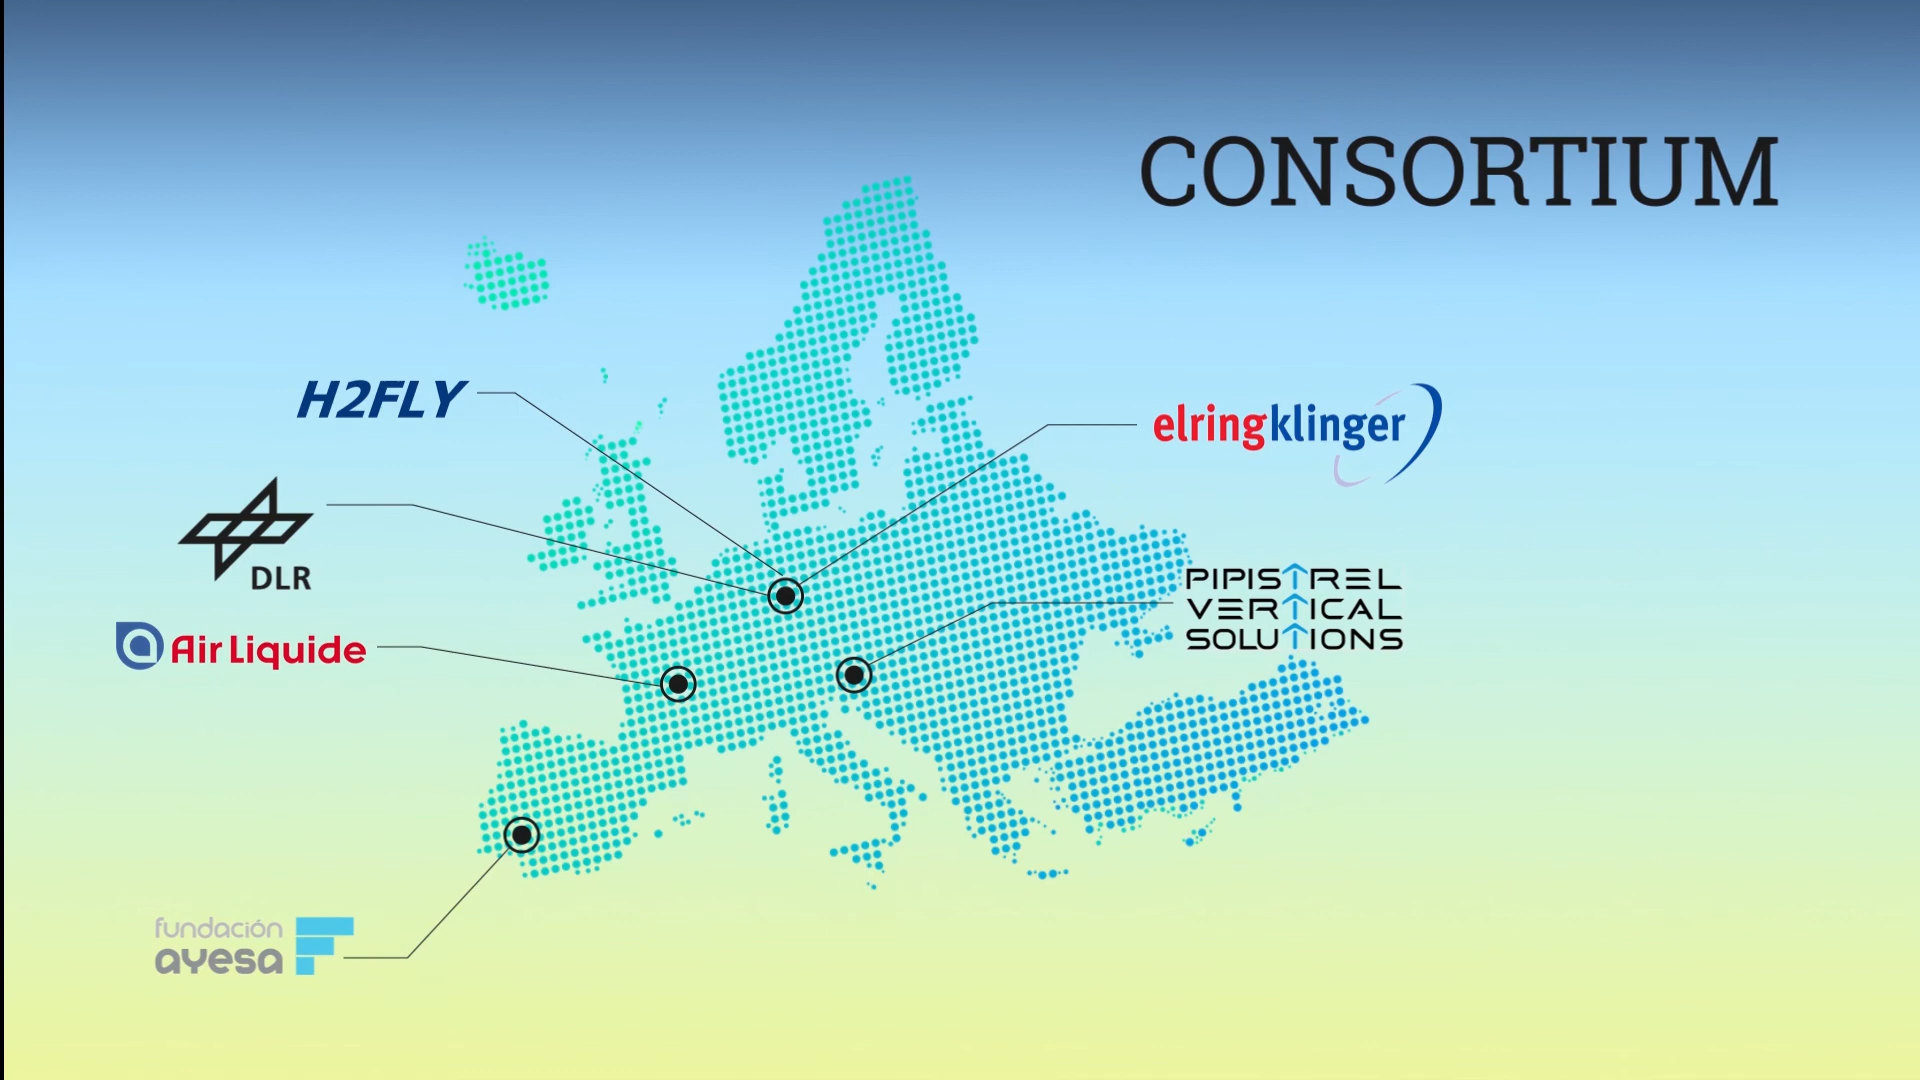 CONSORTIUM
H2FLY
elringklinger
DLR
PIPISTREL
VERTICAL
SOLUTIONS
Air Liquide
fundación
ayesa